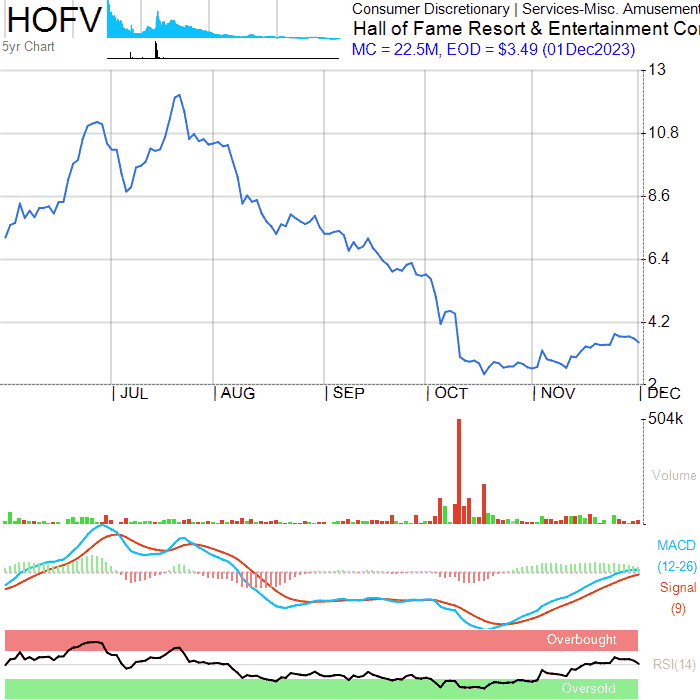 HOFV
Consumer Discretionary | Services-Misc. Amusement
Hall of Fame Resort & Entertainment Co
5yr Chart
MC = 22.5M, EOD = $3.49 (01Dec2023)
13
10.8
8.6
6.4
4.2
2
| JUL | AUG | SEP | OCT | NOV | DEC
504k
Volume
MACD
(12-26)
Signal
(9)
Overbought
RSI(14)
Oversold